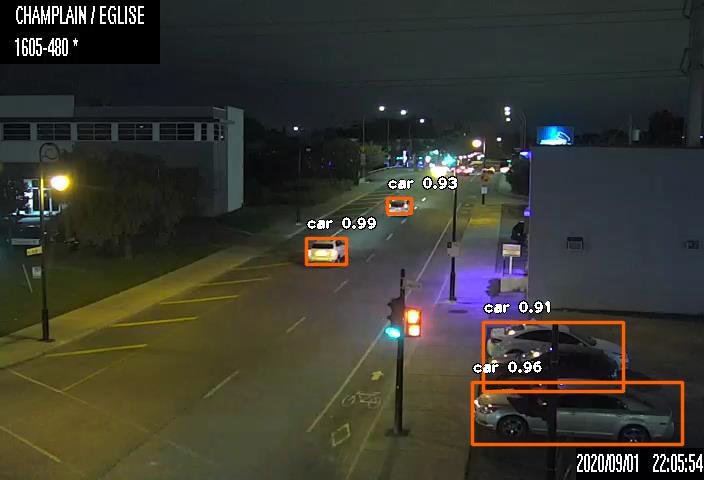 CHAMPLAIN / EGLISE
1605-480 *
car 0.93
car 0.99
car 0.91
car 0.96
2020/09/01 22:05:54